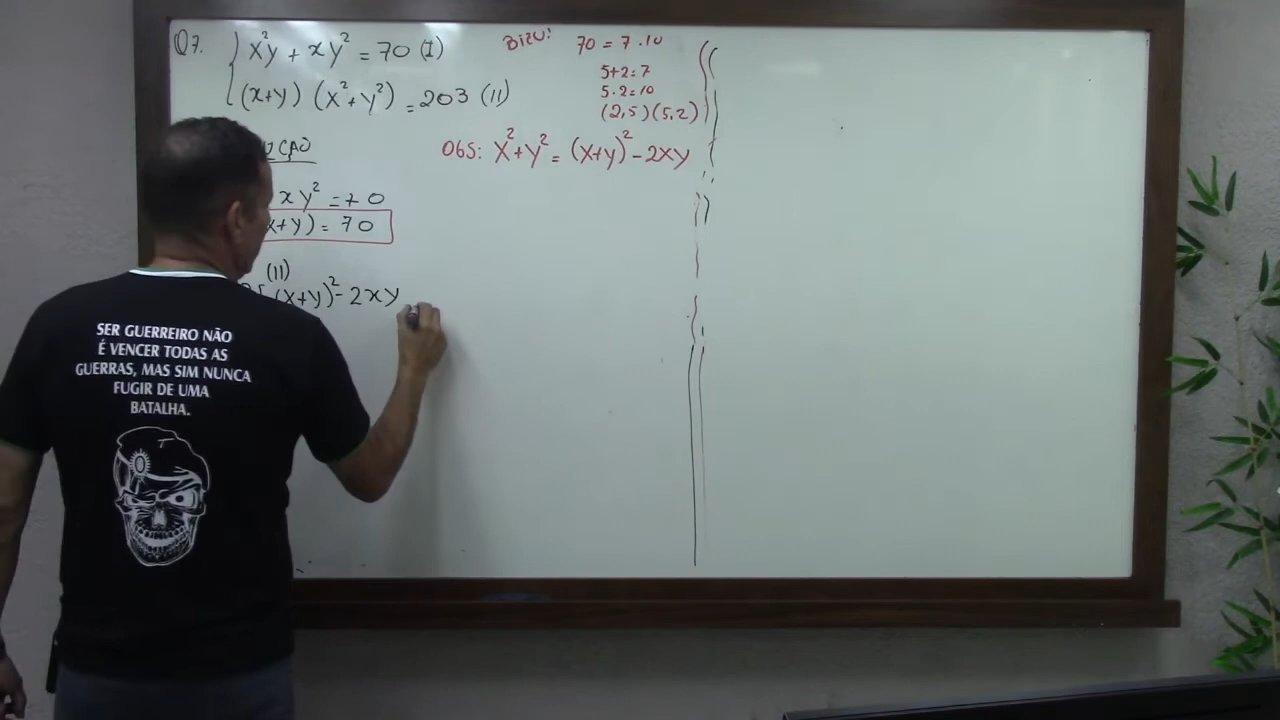 Q7. x²y + xy² = 70 (I)
(x+y) (x²+y²) = 203 (II)
BIZU: 70 = 7.10
5+2=7
5.2=10
(2,5)(5,2)
OBS: x²+y² = (x+y)² - 2xy
UÇÃO
xy² = 70
x+y) = 70
(II)
(x+y)² - 2xy
SER GUERREIRO NÃO
É VENCER TODAS AS
GUERRAS, MAS SIM NUNCA
FUGIR DE UMA
BATALHA.